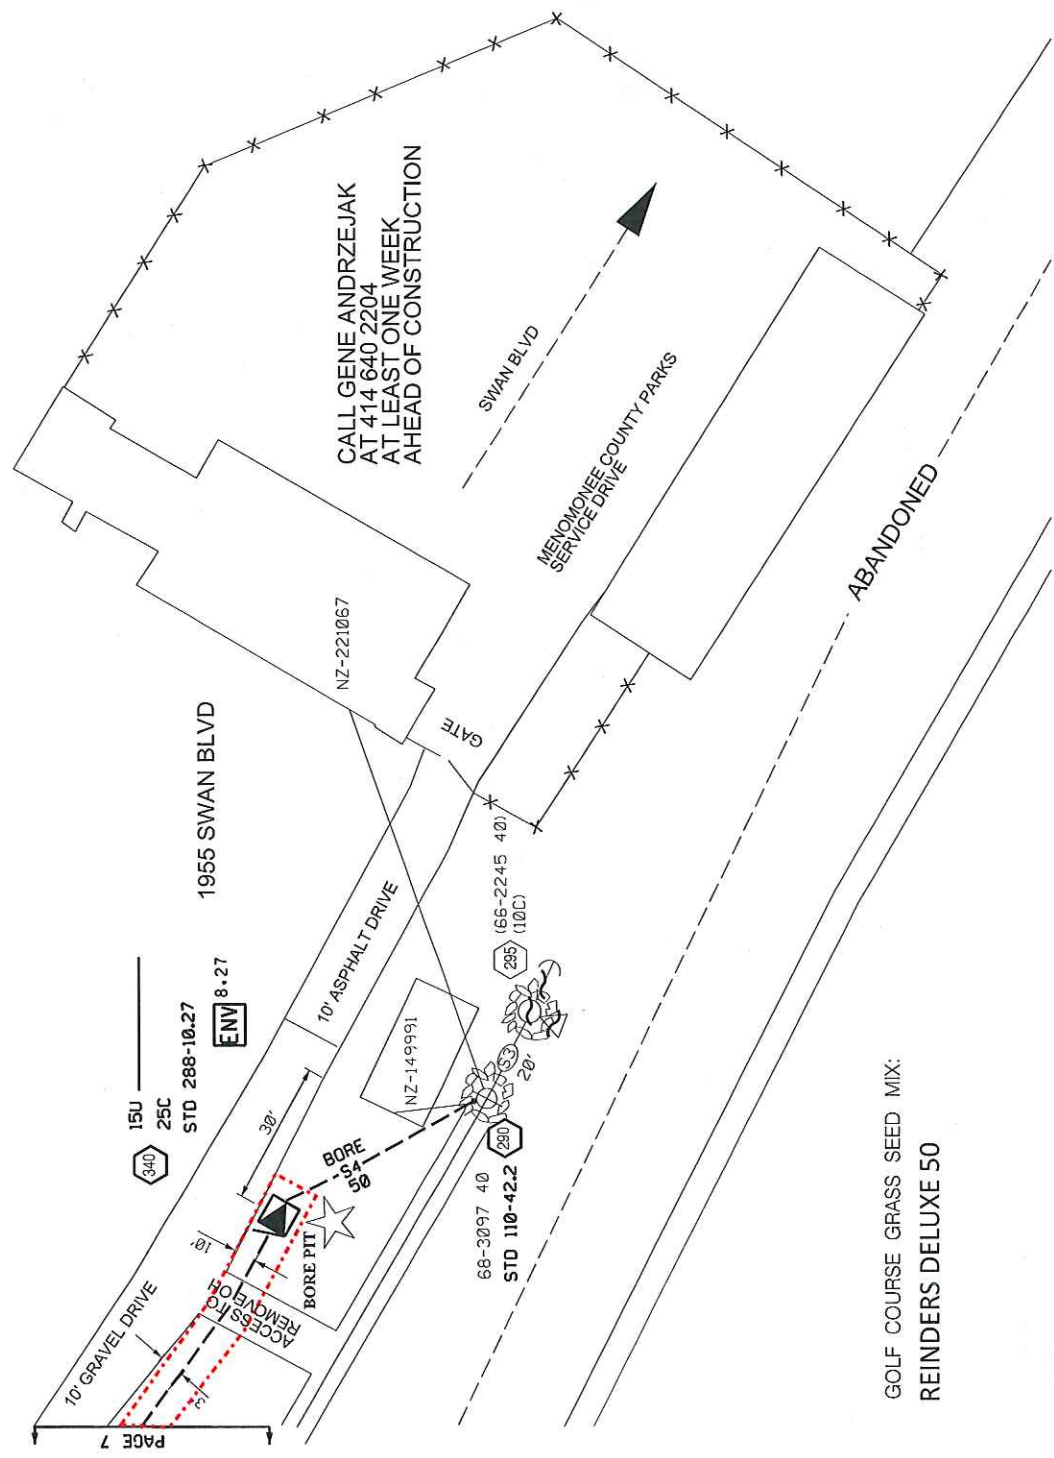 CALL GENE ANDRZEJAK
AT 414 640 2204
AT LEAST ONE WEEK
AHEAD OF CONSTRUCTION
SWAN BLVD
MENOMONEE COUNTY PARKS
SERVICE DRIVE
ABANDONED
NZ-221067
GATE
1955 SWAN BLVD
10' ASPHALT DRIVE
(66-2245 40)
(10C)
295
340
15U
25C
STD 288-10.27
ENV 8.27
NZ-149991
S3
20'
30'
BORE
S4
50
290
68-3097 40
STD 110-42.2
10'
BORE PIT
ACCESS TO
REMOVE OH
10' GRAVEL DRIVE
3'
PAGE 7
GOLF COURSE GRASS SEED MIX:
REINDERS DELUXE 50